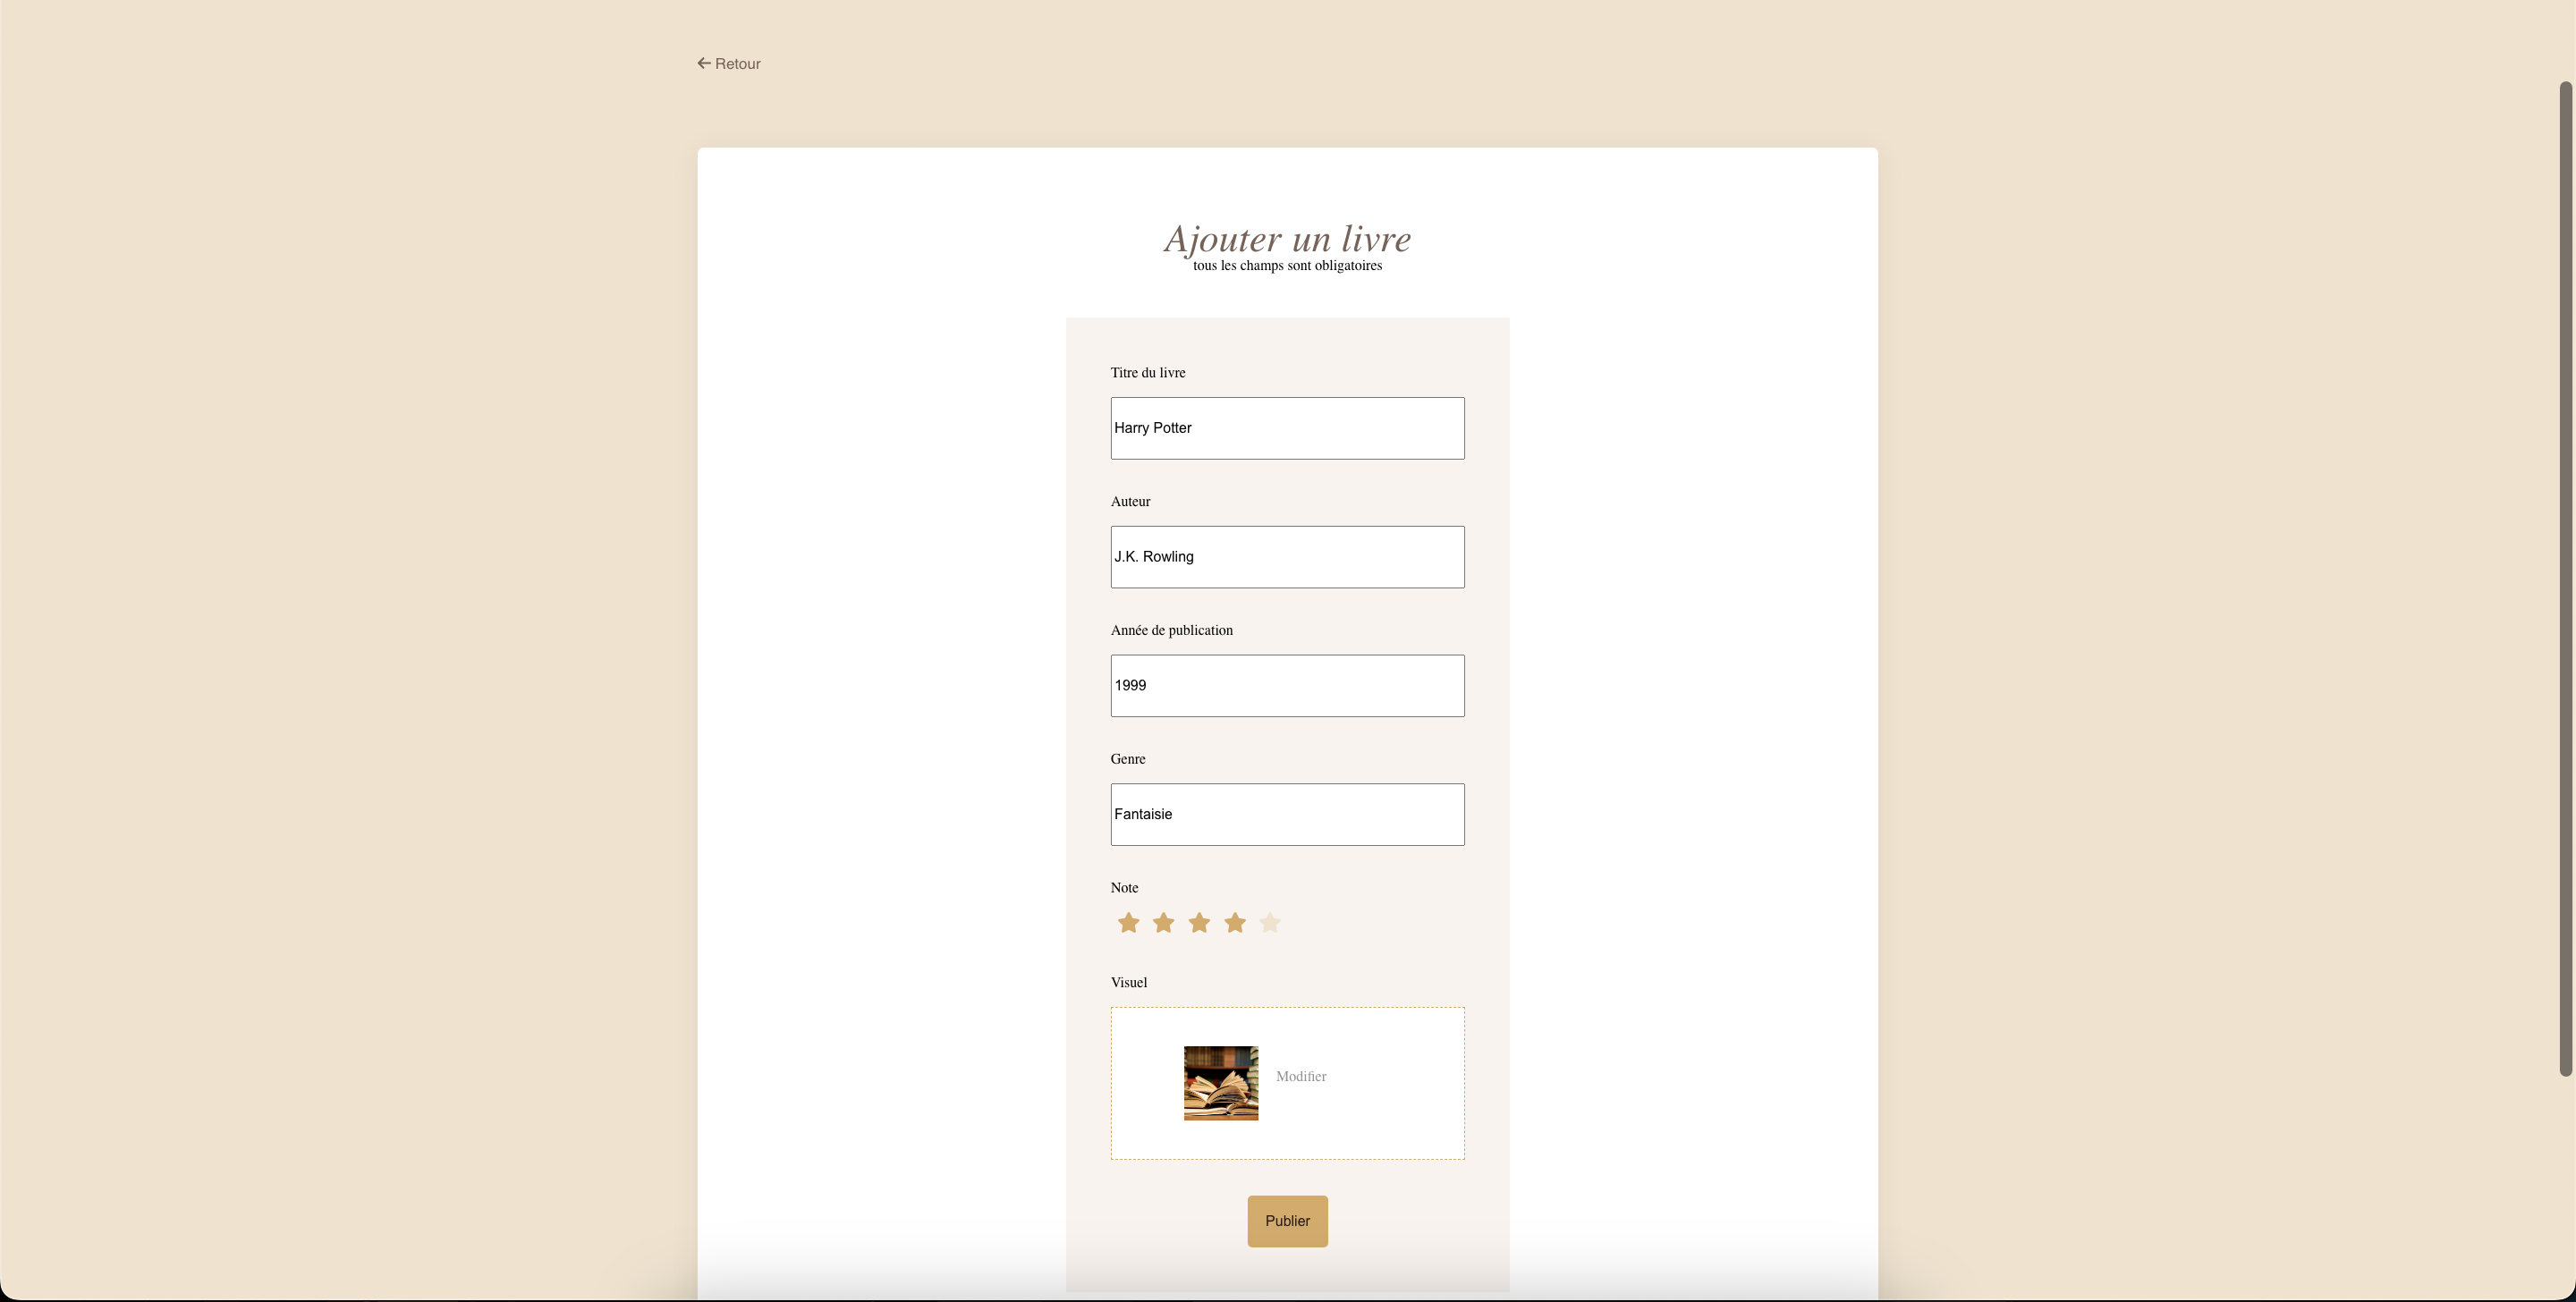 Retour
Ajouter un livre
tous les champs sont obligatoires
Titre du livre
Harry Potter
Auteur
J.K. Rowling
Année de publication
1999
Genre
Fantaisie
Note
Visuel
Modifier
Publier